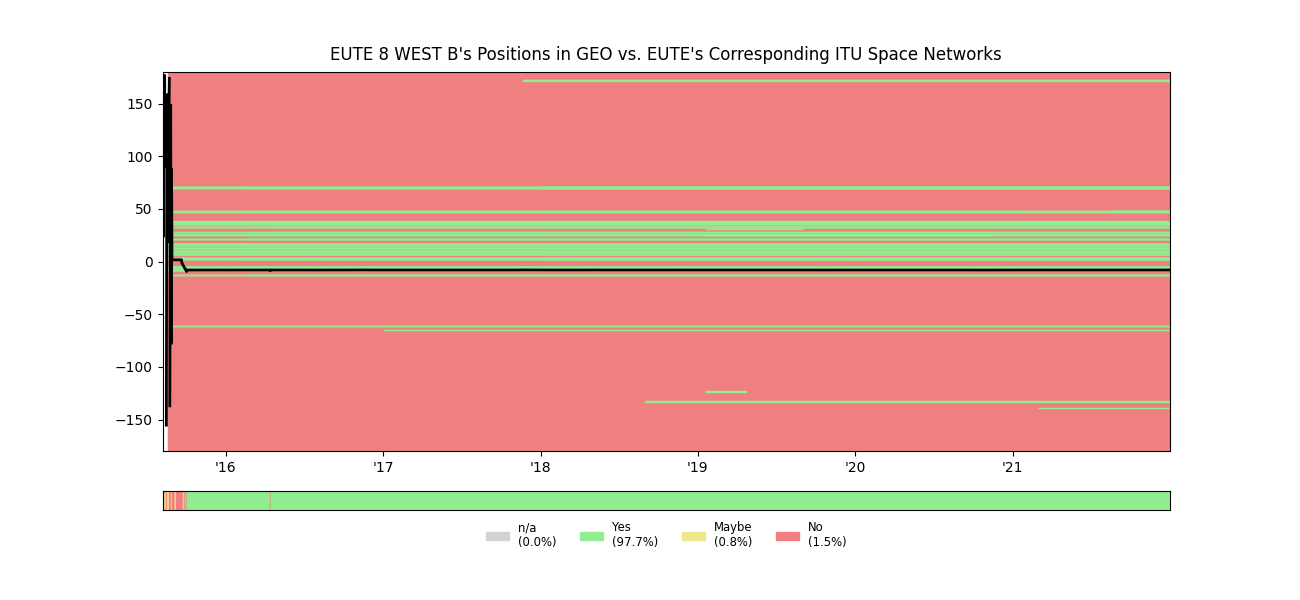 EUTE 8 WEST B's Positions in GEO vs. EUTE's Corresponding ITU Space Networks
150
100
50
0
−50
−100
−150
'16 '17 '18 '19 '20 '21
n/a Yes Maybe No
(0.0%) (97.7%) (0.8%) (1.5%)